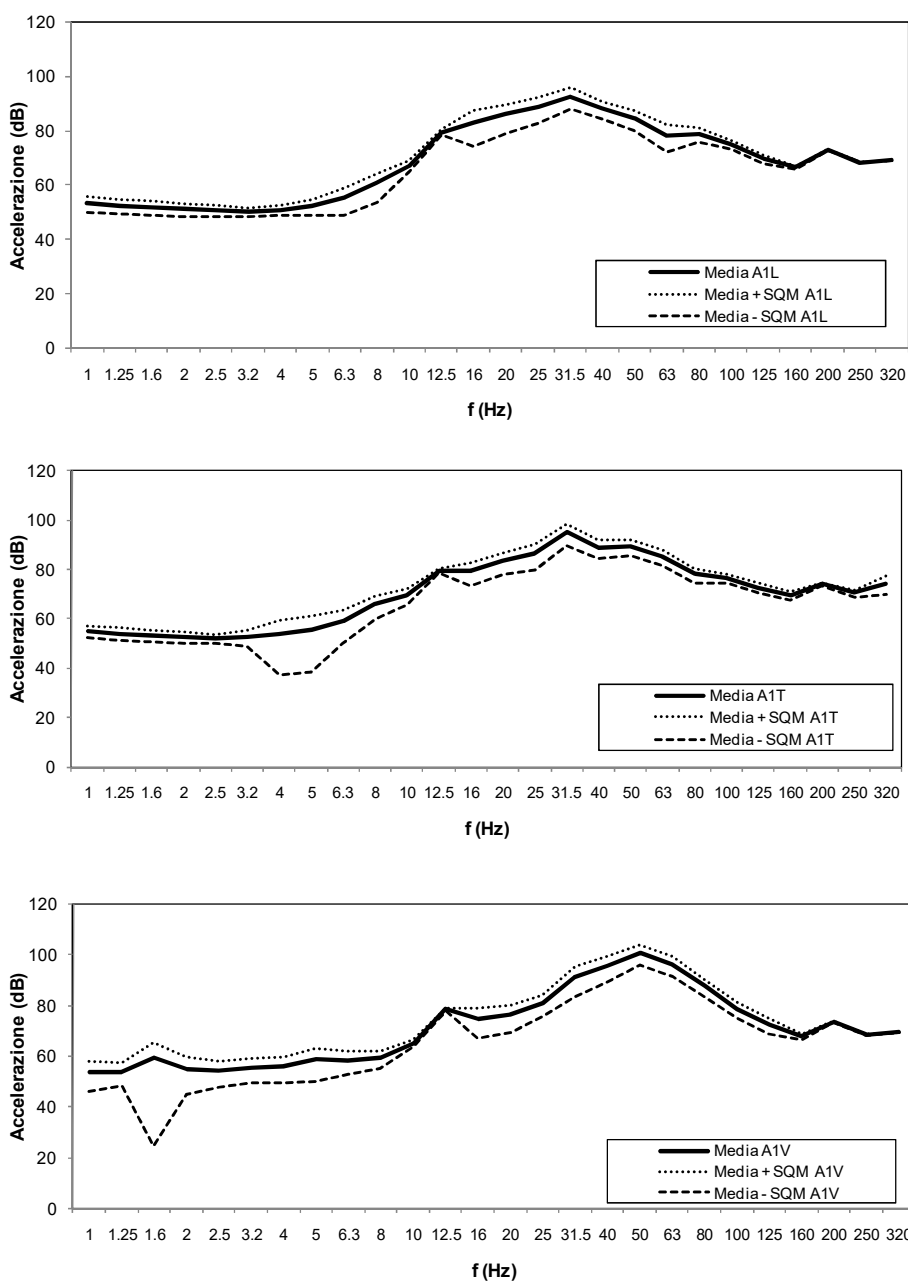 120
100
80
60
40
20
0
Accelerazione (dB)
Media A1L
Media + SQM A1L
Media - SQM A1L
1 1.25 1.6 2 2.5 3.2 4 5 6.3 8 10 12.5 16 20 25 31.5 40 50 63 80 100 125 160 200 250 320
f (Hz)
120
100
80
60
40
20
0
Accelerazione (dB)
Media A1T
Media + SQM A1T
Media - SQM A1T
1 1.25 1.6 2 2.5 3.2 4 5 6.3 8 10 12.5 16 20 25 31.5 40 50 63 80 100 125 160 200 250 320
f (Hz)
120
100
80
60
40
20
0
Accelerazione (dB)
Media A1V
Media + SQM A1V
Media - SQM A1V
1 1.25 1.6 2 2.5 3.2 4 5 6.3 8 10 12.5 16 20 25 31.5 40 50 63 80 100 125 160 200 250 320
f (Hz)